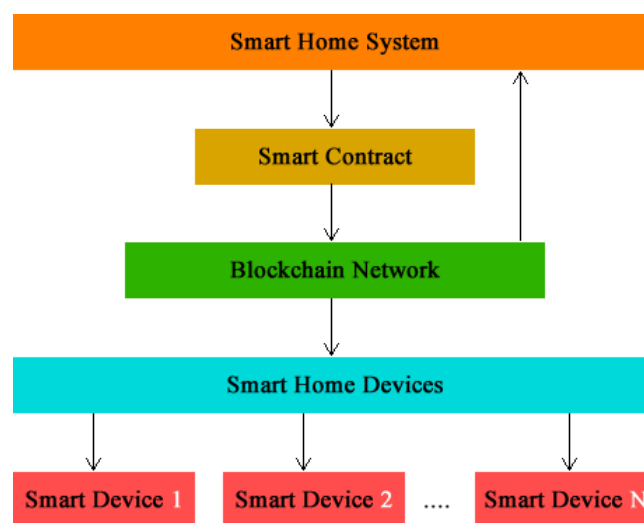 Smart Home System
Smart Contract
Blockchain Network
Smart Home Devices
Smart Device 1 Smart Device 2 .... Smart Device N